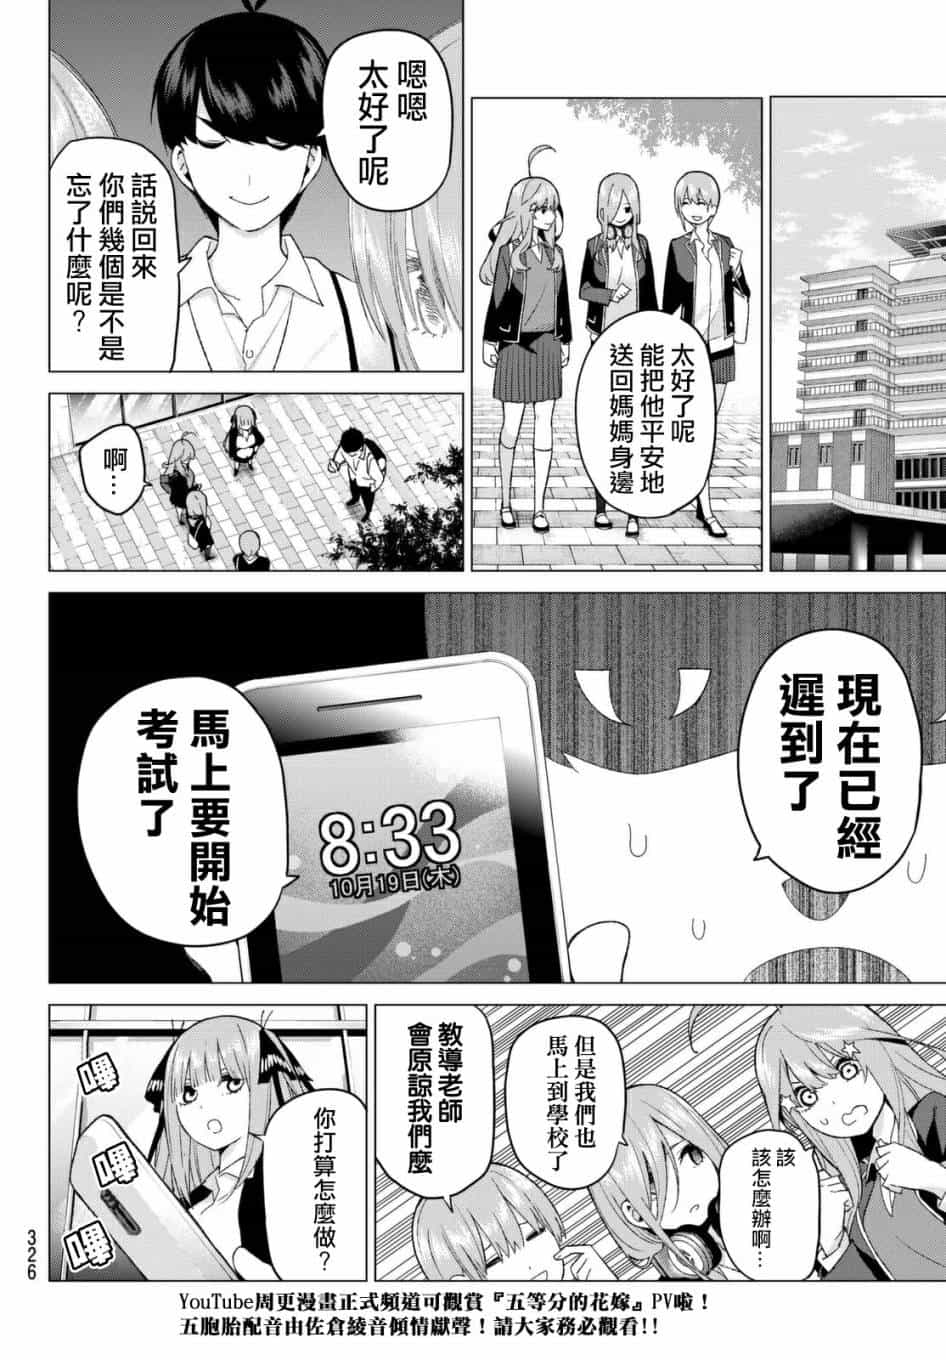 太好了呢
能把他平安地
送回媽媽身邊
嗯嗯
太好了呢
話說回來
你們幾個是不是
忘了什麼呢？
啊…
現在已經
遲到了
8:33
10月19日(木)
馬上要開始
考試了
該
該怎麼辦啊…
但是我們也
馬上到學校了
教導老師
會原諒我們麼
你打算怎麼做？
嗶
嗶
嗶
326
YouTube周更漫畫正式頻道可觀賞『五等分的花嫁』PV啦！
五胞胎配音由佐倉綾音傾情獻聲！請大家務必觀看!!